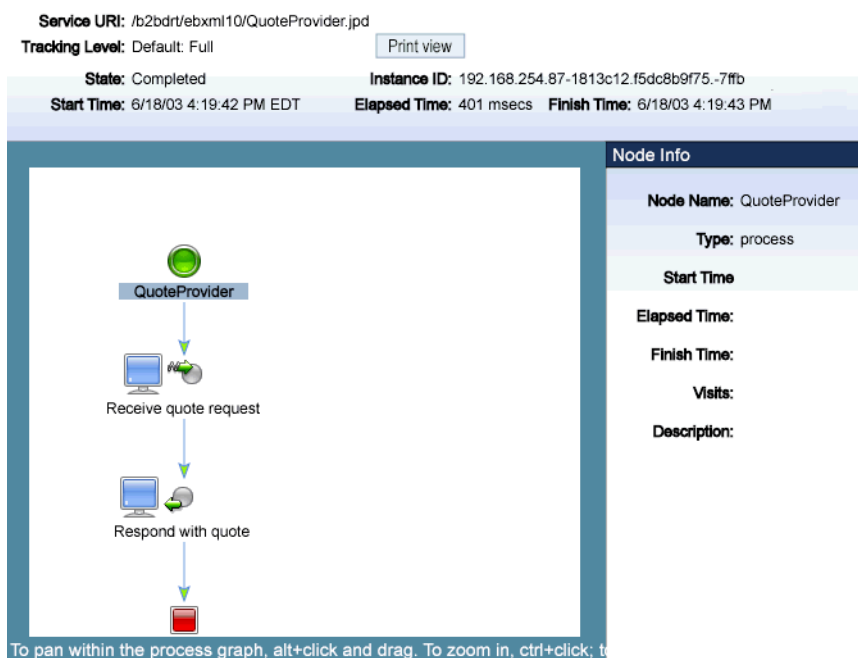 Service URI: /b2bdrt/ebxml10/QuoteProvider.jpd
Tracking Level: Default: Full Print view
State: Completed Instance ID: 192.168.254.87-1813c12.f5dc8b9f75.-7ffb
Start Time: 6/18/03 4:19:42 PM EDT Elapsed Time: 401 msecs Finish Time: 6/18/03 4:19:43 PM
Node Info
Node Name: QuoteProvider
Type: process
Start Time
Elapsed Time:
Finish Time:
Visits:
Description:
QuoteProvider
Receive quote request
Respond with quote
To pan within the process graph, alt+click and drag. To zoom in, ctrl+click;